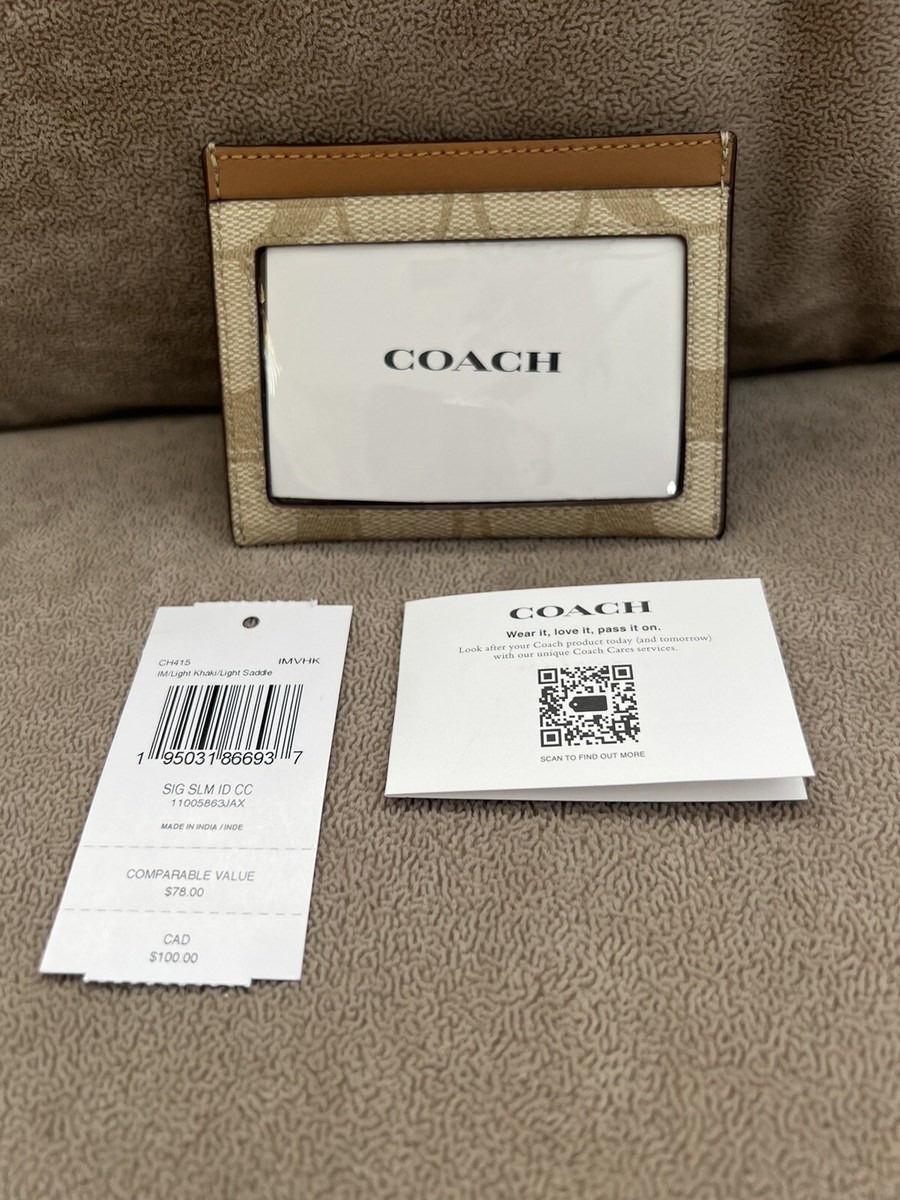 COACH
COACH
Wear it, love it, pass it on.
Look after your Coach product today (and tomorrow)
with our unique Coach Cares services.
SCAN TO FIND OUT MORE
CH415 IMVHK
IM/Light Khaki/Light Saddle
1 95031 86693 7
SIG SLM ID CC
11005863JAX
MADE IN INDIA / INDE
COMPARABLE VALUE
$78.00
CAD
$100.00